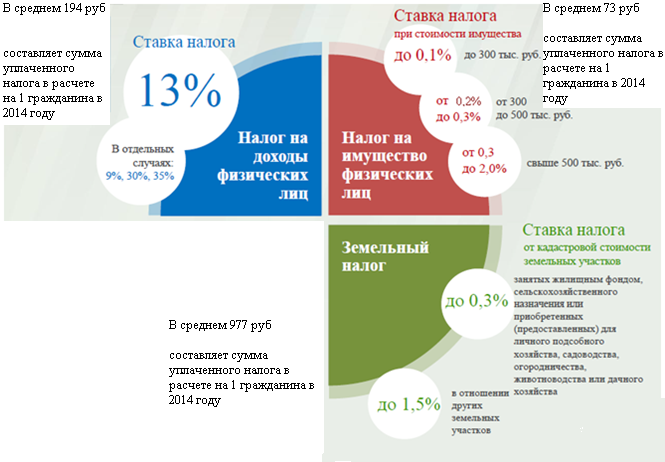 В среднем 194 руб
составляет сумма
уплаченного
налога в расчете
на 1 гражданина в
2014 году
Ставка налога
13%
В отдельных
случаях:
9%, 30%, 35%
Налог на
доходы
физических
лиц
Ставка налога
при стоимости имущества
до 0,1%
до 300 тыс. руб.
от 0,2%
до 0,3%
от 300
до 500 тыс. руб.
от 0,3
до 2,0%
свыше 500 тыс. руб.
Налог на
имущество
физических
лиц
В среднем 73 руб
составляет сумма
уплаченного налога в
расчете на 1
гражданина в 2014
году
Земельный
налог
Ставка налога
от кадастровой стоимости
земельных участков
до 0,3%
занятых жилищным фондом,
сельскохозяйственного
назначения или
приобретенных
(предоставленных) для
личного подсобного
хозяйства, садоводства,
огородничества,
животноводства или дачного
хозяйства
до 1,5%
в отношении
других
земельных
участков
В среднем 977 руб
составляет сумма
уплаченного налога в
расчете на 1 гражданина в
2014 году